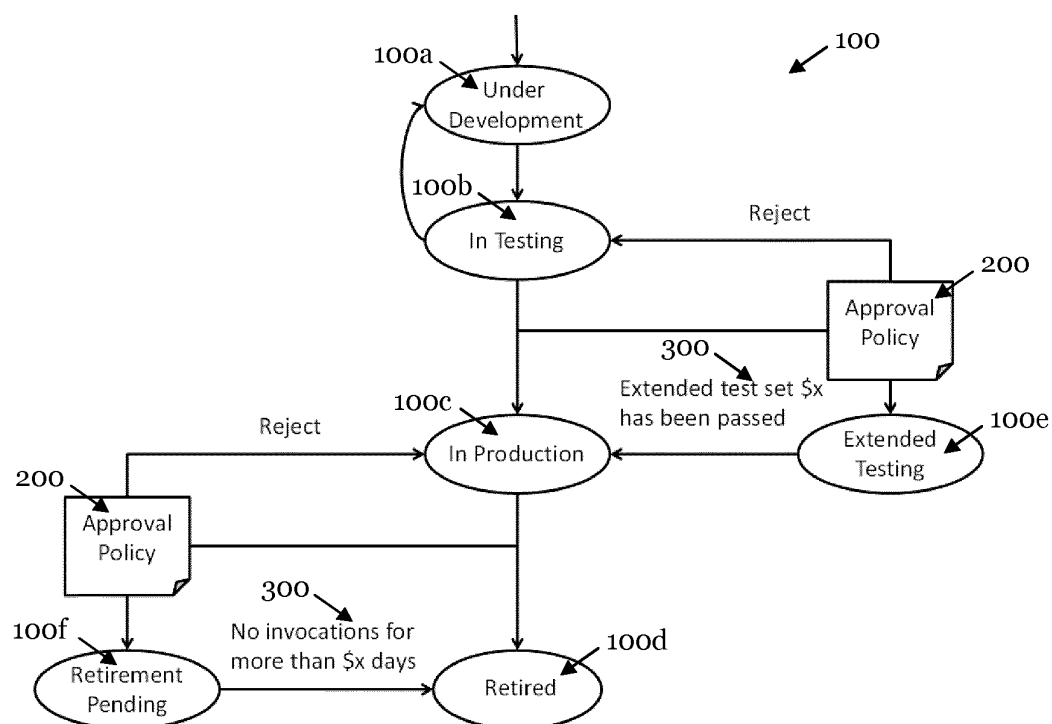 100
100a
Under
Development
100b
In Testing
Reject
200
Approval
Policy
300
Extended test set $x
has been passed
100c
In Production
100e
Extended
Testing
Reject
200
Approval
Policy
300
No invocations for
more than $x days
100f
Retirement
Pending
100d
Retired